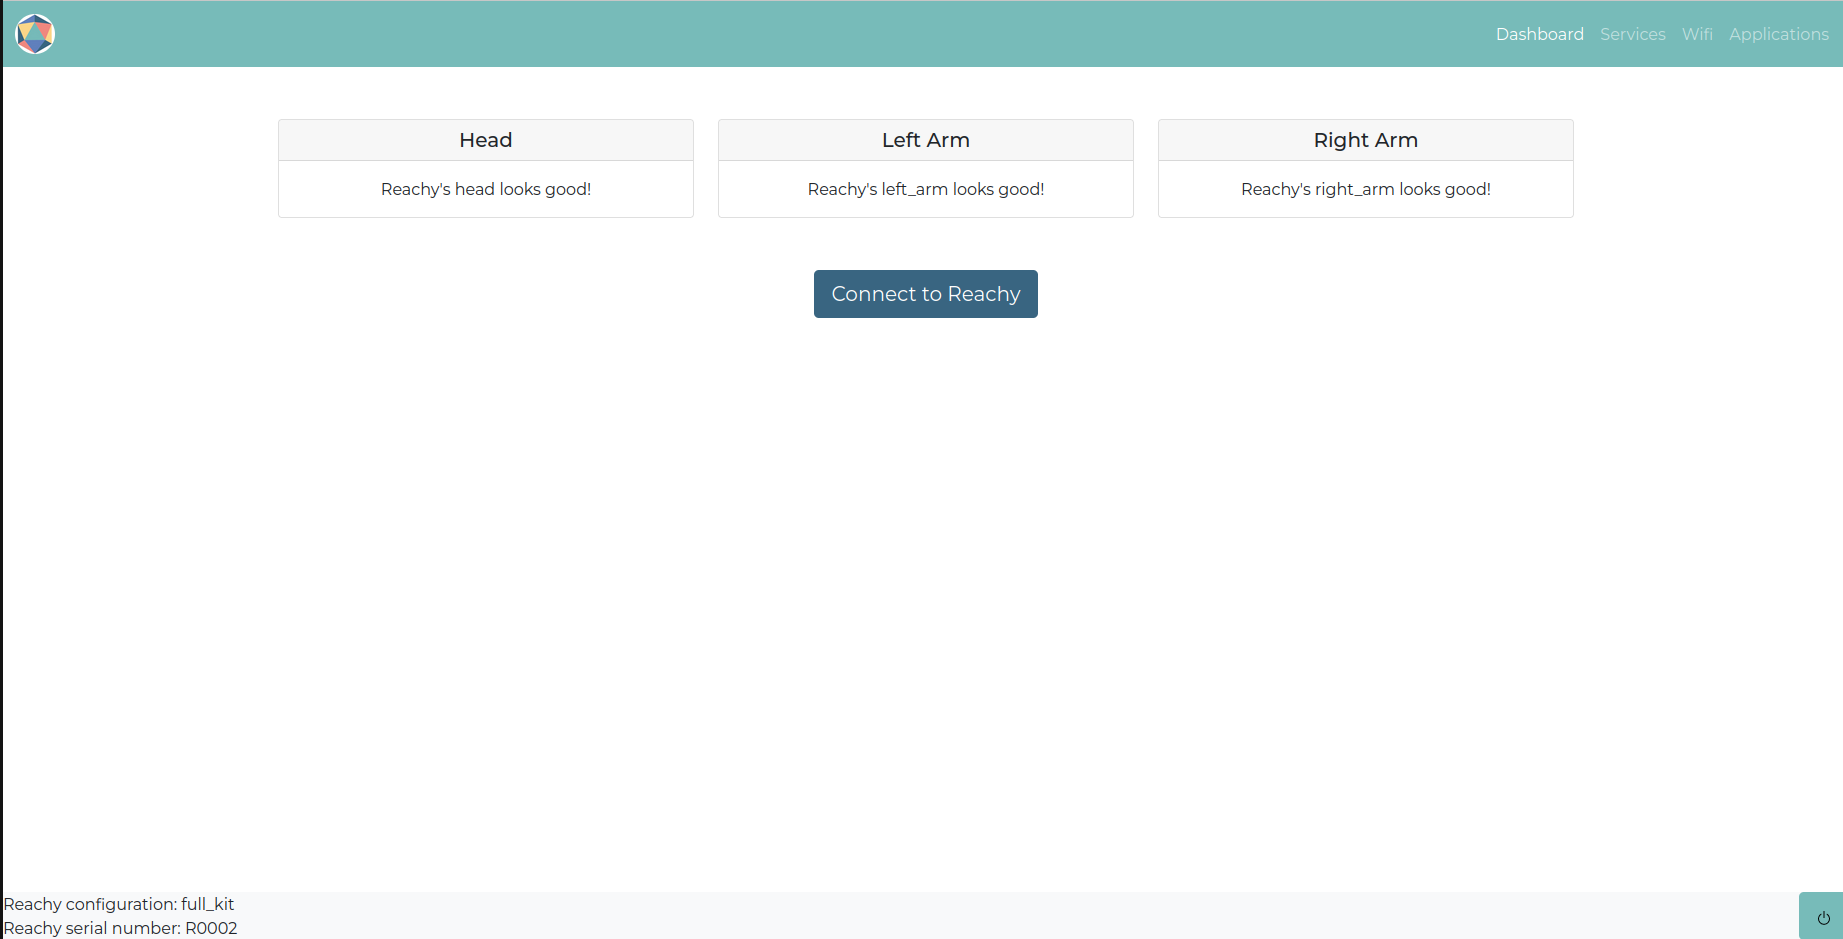 Dashboard Services Wifi Applications
Head
Reachy's head looks good!
Left Arm
Reachy's left_arm looks good!
Right Arm
Reachy's right_arm looks good!
Connect to Reachy
Reachy configuration: full_kit
Reachy serial number: R0002